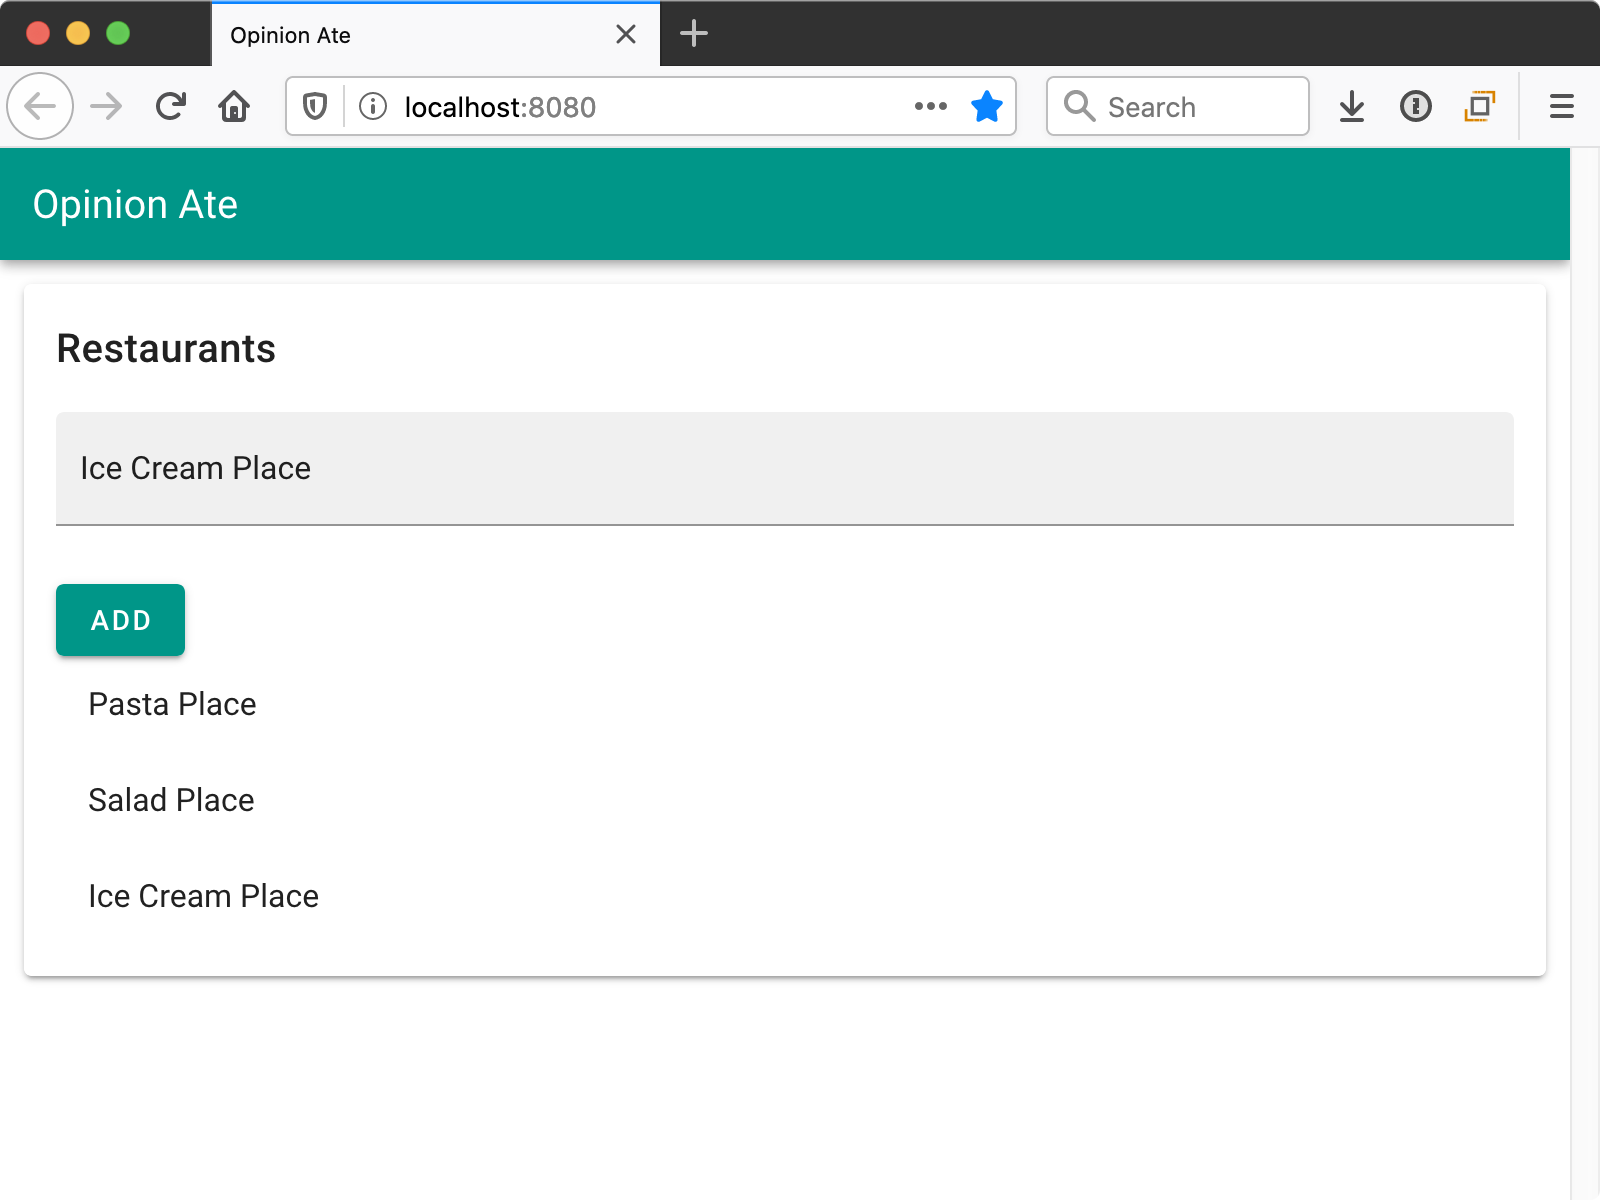 Opinion Ate
localhost:8080
Search
Opinion Ate
Restaurants
Ice Cream Place
ADD
Pasta Place
Salad Place
Ice Cream Place